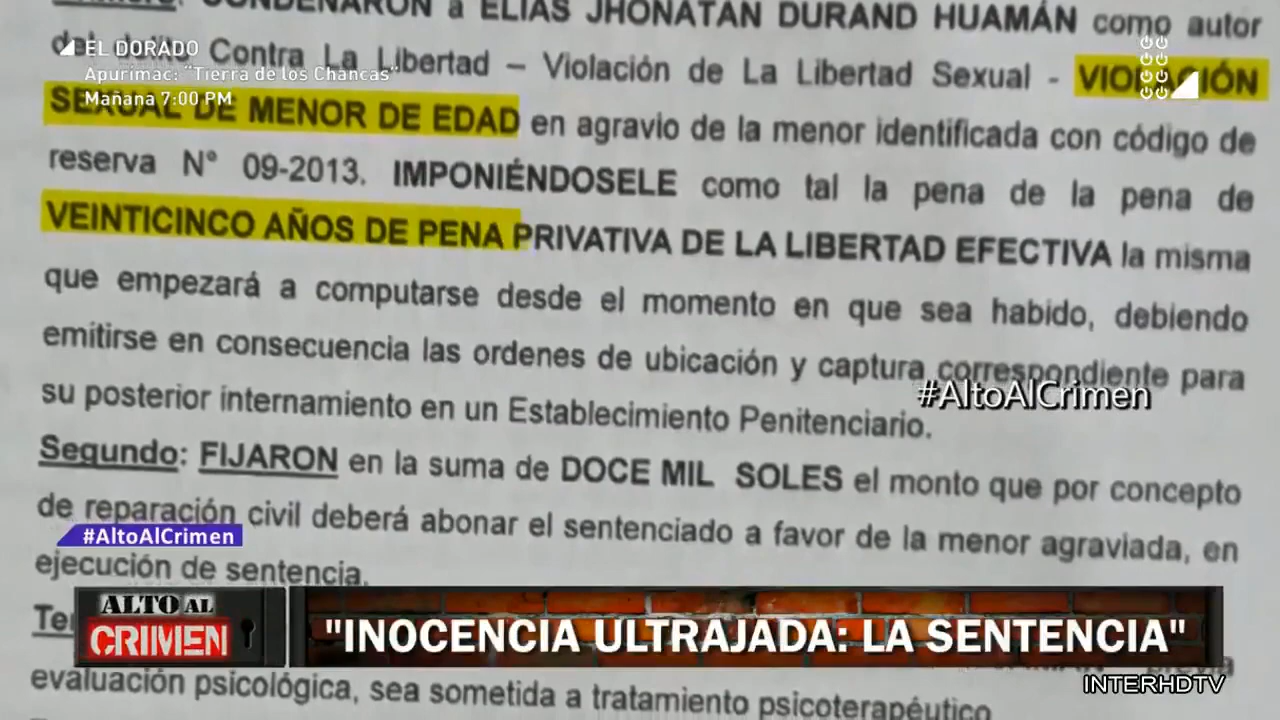 CONDENARON a ELIAS JHONATAN DURAND HUAMÁN como autor
EL DORADO
del delito Contra La Libertad – Violación de La Libertad Sexual - VIOLACIÓN
Apurimac: "Tierra de los Chancas"
Mañana 7:00 PM
SEXUAL DE MENOR DE EDAD en agravio de la menor identificada con código de
reserva N° 09-2013. IMPONIÉNDOSELE como tal la pena de la pena de
VEINTICINCO AÑOS DE PENA PRIVATIVA DE LA LIBERTAD EFECTIVA la misma
que empezará a computarse desde el momento en que sea habido, debiendo
emitirse en consecuencia las ordenes de ubicación y captura correspondiente para
#AltoAlCrimen
su posterior internamiento en un Establecimiento Penitenciario.
Segundo: FIJARON en la suma de DOCE MIL SOLES el monto que por concepto
de reparación civil deberá abonar el sentenciado a favor de la menor agraviada, en
#AltoAlCrimen
ejecución de sentencia.
ALTO AL
CRIMEN
"INOCENCIA ULTRAJADA: LA SENTENCIA"
evaluación psicológica, sea sometida a tratamiento psicoterapéutico
INTERHDTV